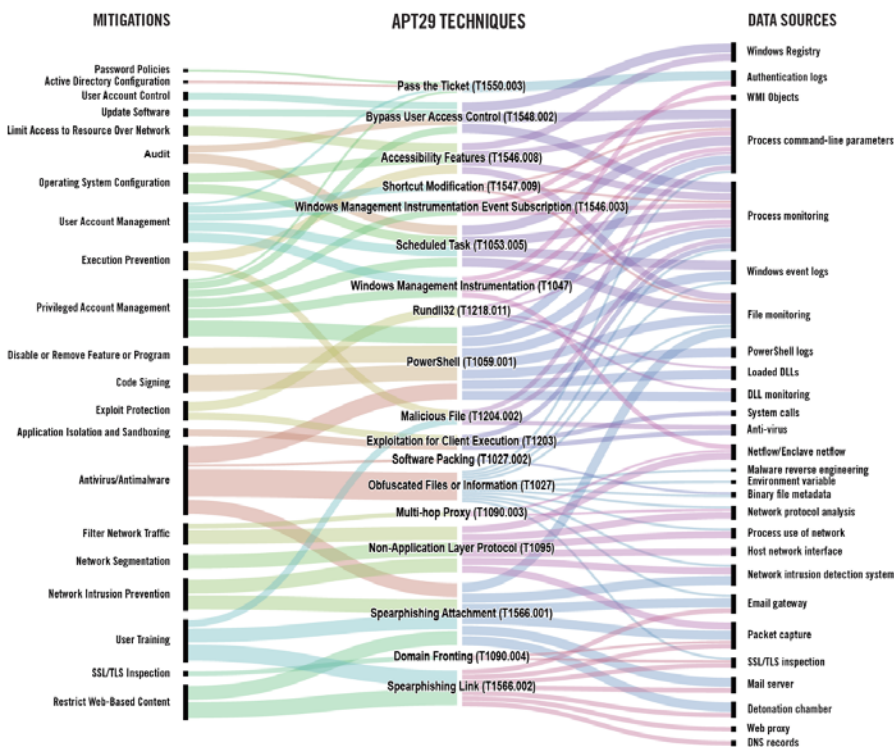 MITIGATIONS
APT29 TECHNIQUES
DATA SOURCES
Password Policies
Active Directory Configuration
User Account Control
Update Software
Limit Access to Resource Over Network
Audit
Operating System Configuration
User Account Management
Execution Prevention
Privileged Account Management
Disable or Remove Feature or Program
Code Signing
Exploit Protection
Application Isolation and Sandboxing
Antivirus/Antimalware
Filter Network Traffic
Network Segmentation
Network Intrusion Prevention
User Training
SSL/TLS Inspection
Restrict Web-Based Content
Pass the Ticket (T1550.003)
Bypass User Access Control (T1548.002)
Accessibility Features (T1546.008)
Shortcut Modification (T1547.009)
Windows Management Instrumentation Event Subscription (T1546.003)
Scheduled Task (T1053.005)
Windows Management Instrumentation (T1047)
Rundll32 (T1218.011)
PowerShell (T1059.001)
Malicious File (T1204.002)
Exploitation for Client Execution (T1203)
Software Packing (T1027.002)
Obfuscated Files or Information (T1027)
Multi-hop Proxy (T1090.003)
Non-Application Layer Protocol (T1095)
Spearphishing Attachment (T1566.001)
Domain Fronting (T1090.004)
Spearphishing Link (T1566.002)
Windows Registry
Authentication logs
WMI Objects
Process command-line parameters
Process monitoring
Windows event logs
File monitoring
PowerShell logs
Loaded DLLs
DLL monitoring
System calls
Anti-virus
Netflow/Enclave netflow
Malware reverse engineering
Environment variable
Binary file metadata
Network protocol analysis
Process use of network
Host network interface
Network intrusion detection system
Email gateway
Packet capture
SSL/TLS inspection
Mail server
Detonation chamber
Web proxy
DNS records